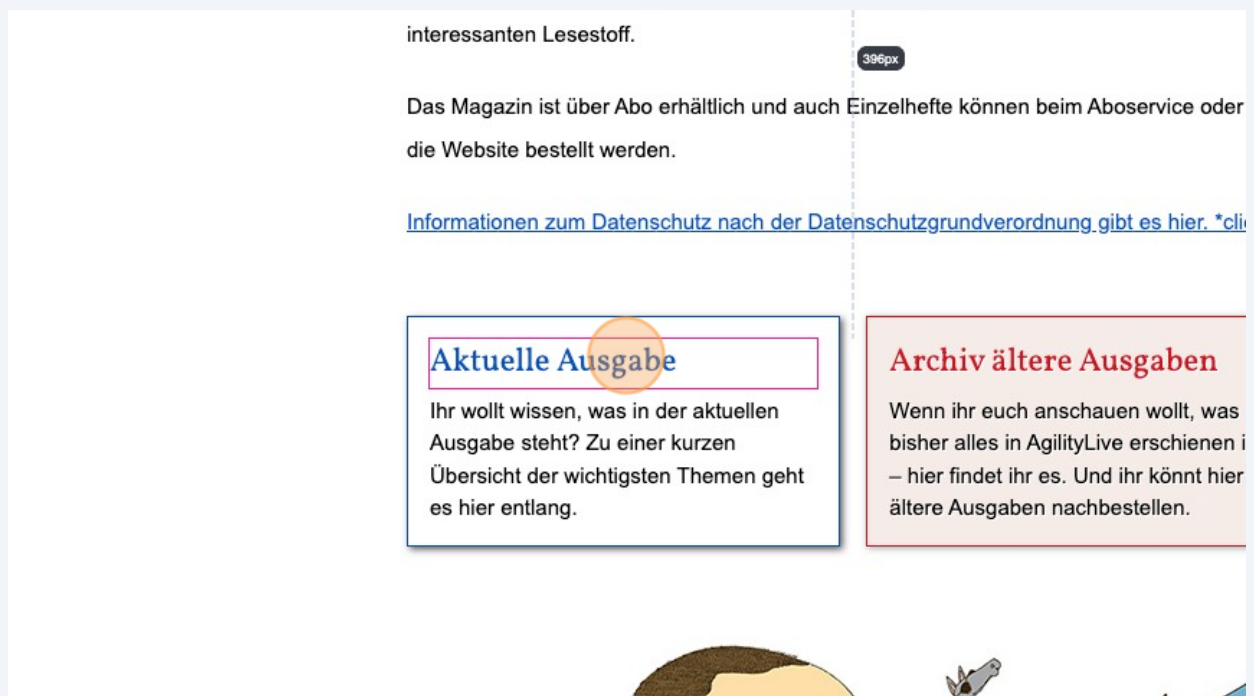 interessanten Lesestoff.
396px
Das Magazin ist über Abo erhältlich und auch Einzelhefte können beim Aboservice oder
die Website bestellt werden.
Informationen zum Datenschutz nach der Datenschutzgrundverordnung gibt es hier. *cli
Aktuelle Ausgabe
Ihr wollt wissen, was in der aktuellen
Ausgabe steht? Zu einer kurzen
Übersicht der wichtigsten Themen geht
es hier entlang.
Archiv ältere Ausgaben
Wenn ihr euch anschauen wollt, was
bisher alles in AgilityLive erschienen i
– hier findet ihr es. Und ihr könnt hier
ältere Ausgaben nachbestellen.